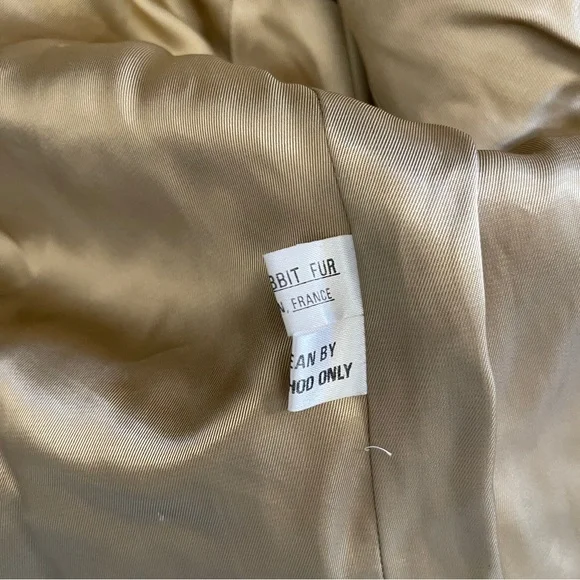 BBIT FUR
N. FRANCE
EAN BY
HOD ONLY